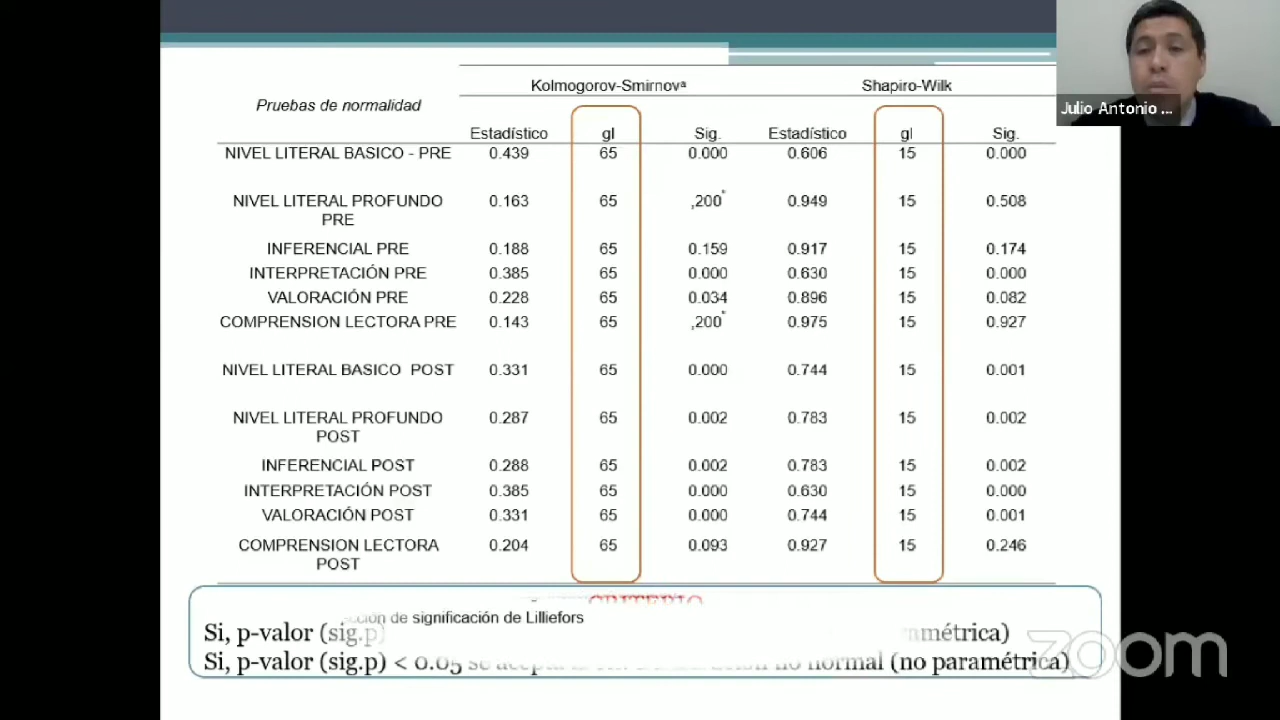 Kolmogorov-Smirnovª Shapiro-Wilk
Pruebas de normalidad
Estadístico gl Sig. Estadístico gl Sig.
NIVEL LITERAL BASICO - PRE 0.439 65 0.000 0.606 15 0.000
NIVEL LITERAL PROFUNDO PRE 0.163 65 ,200* 0.949 15 0.508
INFERENCIAL PRE 0.188 65 0.159 0.917 15 0.174
INTERPRETACIÓN PRE 0.385 65 0.000 0.630 15 0.000
VALORACIÓN PRE 0.228 65 0.034 0.896 15 0.082
COMPRENSION LECTORA PRE 0.143 65 ,200* 0.975 15 0.927
NIVEL LITERAL BASICO POST 0.331 65 0.000 0.744 15 0.001
NIVEL LITERAL PROFUNDO POST 0.287 65 0.002 0.783 15 0.002
INFERENCIAL POST 0.288 65 0.002 0.783 15 0.002
INTERPRETACIÓN POST 0.385 65 0.000 0.630 15 0.000
VALORACIÓN POST 0.331 65 0.000 0.744 15 0.001
COMPRENSION LECTORA POST 0.204 65 0.093 0.927 15 0.246
CRITERIO
de significación de Lilliefors
Si, p-valor (sig.p)
Si, p-valor (sig.p) < 0.05 se no normal (no paramétrica)
Julio Antonio ...
zoom